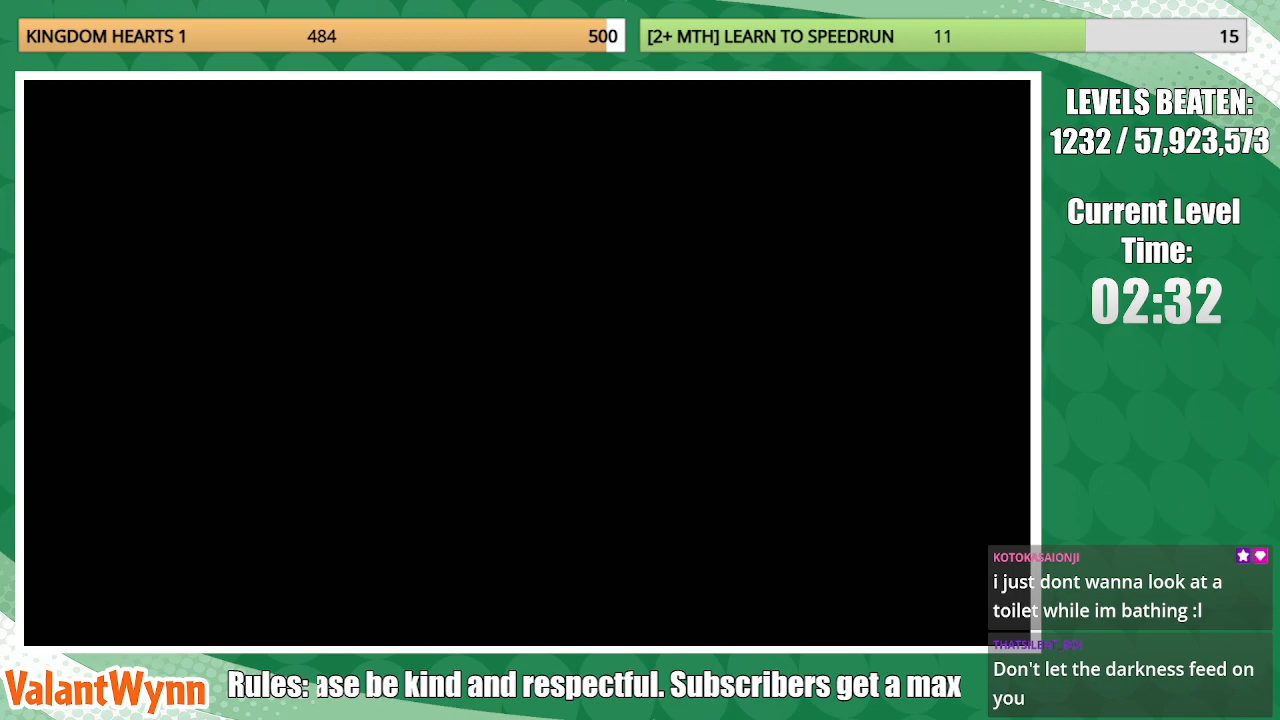 KINGDOM HEARTS 1 484 500
[2+ MTH] LEARN TO SPEEDRUN 11 15
LEVELS BEATEN:
1232 / 57,923,573
Current Level
Time:
02:32
KOTOKASAIONJI
i just dont wanna look at a
toilet while im bathing :l
THATSILENT_BOI
Don't let the darkness feed on
you
ValantWynn
Rules: ase be kind and respectful. Subscribers get a max